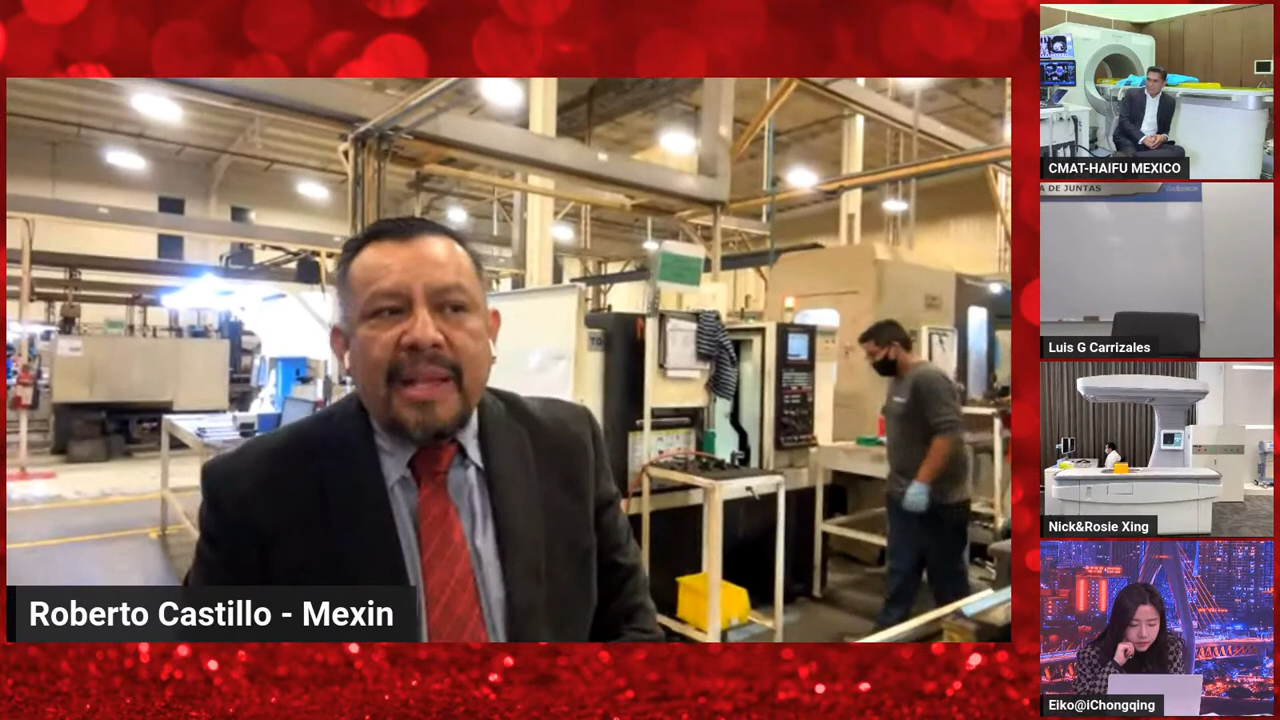 Roberto Castillo - Mexin
CMAT-HAIFU MEXICO
A DE JUNTAS
Luis G Carrizales
Nick&Rosie Xing
Eiko@iChongqing